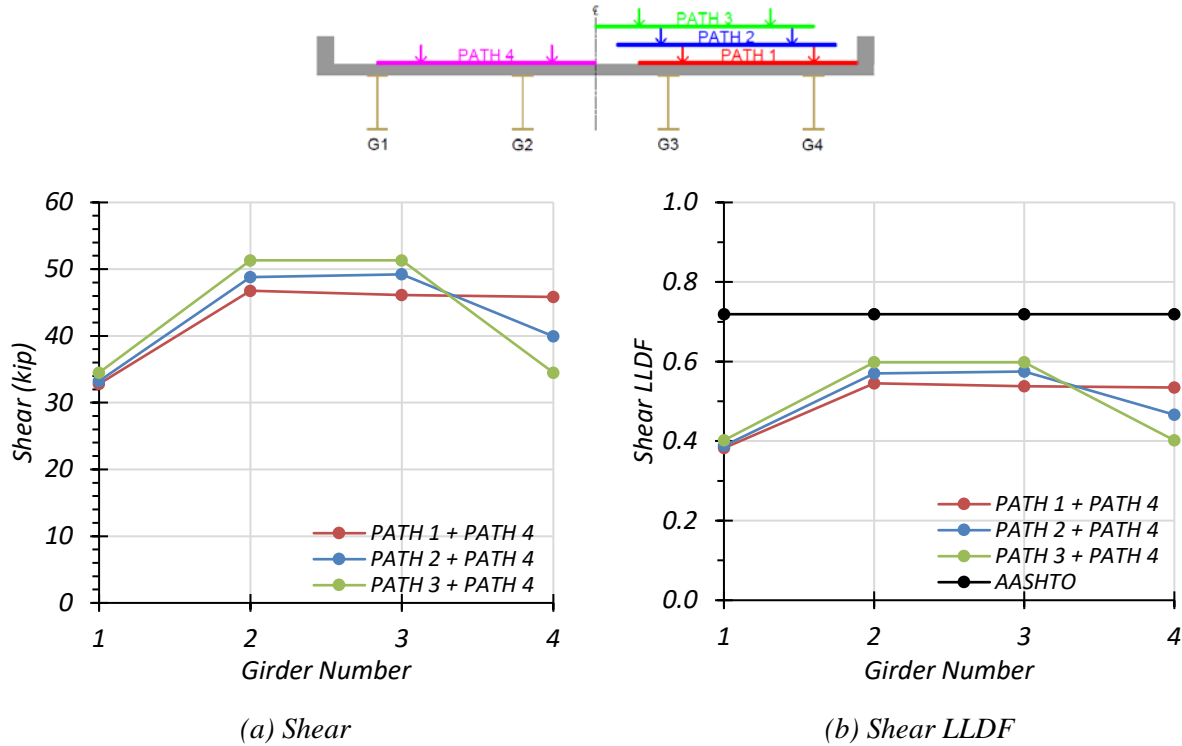 ℄
PATH 3
PATH 2
PATH 4 PATH 1
G1 G2 G3 G4
60
50
40
30
20
10
0
Shear (kip)
1 2 3 4
Girder Number
PATH 1 + PATH 4
PATH 2 + PATH 4
PATH 3 + PATH 4
(a) Shear
1.0
0.8
0.6
0.4
0.2
0.0
Shear LLDF
1 2 3 4
Girder Number
PATH 1 + PATH 4
PATH 2 + PATH 4
PATH 3 + PATH 4
AASHTO
(b) Shear LLDF